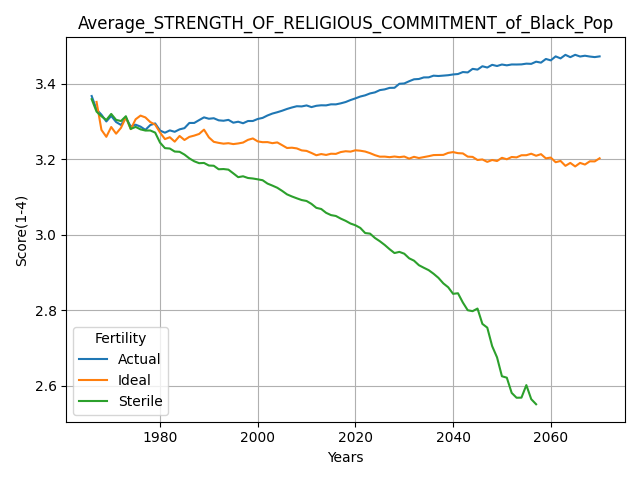 Average_STRENGTH_OF_RELIGIOUS_COMMITMENT_of_Black_Pop
3.4
3.2
3.0
2.8
2.6
Score(1-4)
Fertility
Actual
Ideal
Sterile
1980
2000
2020
2040
2060
Years